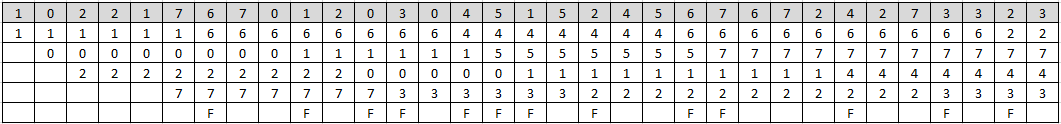 1 0 2 2 1 7 6 7 0 1 2 0 3 0 4 5 1 5 2 4 5 6 7 6 7 2 4 2 7 3 3 2 3
1 1 1 1 1 1 6 6 6 6 6 6 6 6 4 4 4 4 4 4 4 6 6 6 6 6 6 6 6 6 6 2 2
0 0 0 0 0 0 0 0 1 1 1 1 1 1 5 5 5 5 5 5 5 7 7 7 7 7 7 7 7 7 7 7
2 2 2 2 2 2 2 2 2 0 0 0 0 0 1 1 1 1 1 1 1 1 1 1 4 4 4 4 4 4 4
7 7 7 7 7 7 7 3 3 3 3 3 3 2 2 2 2 2 2 2 2 2 2 2 3 3 3 3
F F F F F F F F F F F F F